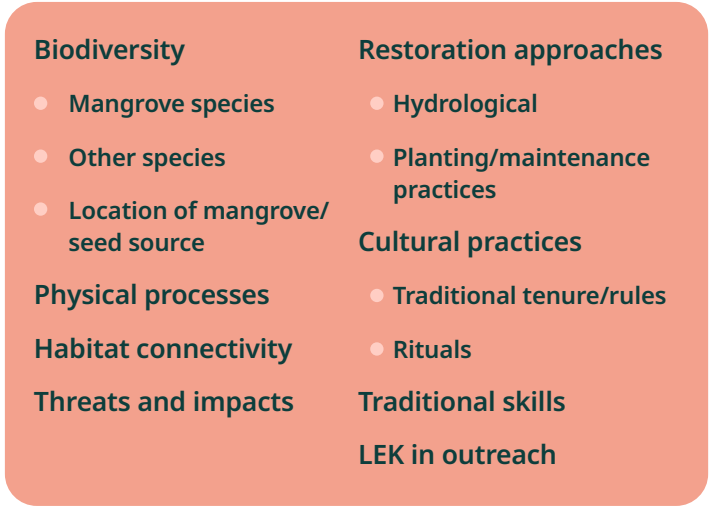 Biodiversity
Mangrove species
Other species
Location of mangrove/
seed source
Physical processes
Habitat connectivity
Threats and impacts
Restoration approaches
Hydrological
Planting/maintenance
practices
Cultural practices
Traditional tenure/rules
Rituals
Traditional skills
LEK in outreach